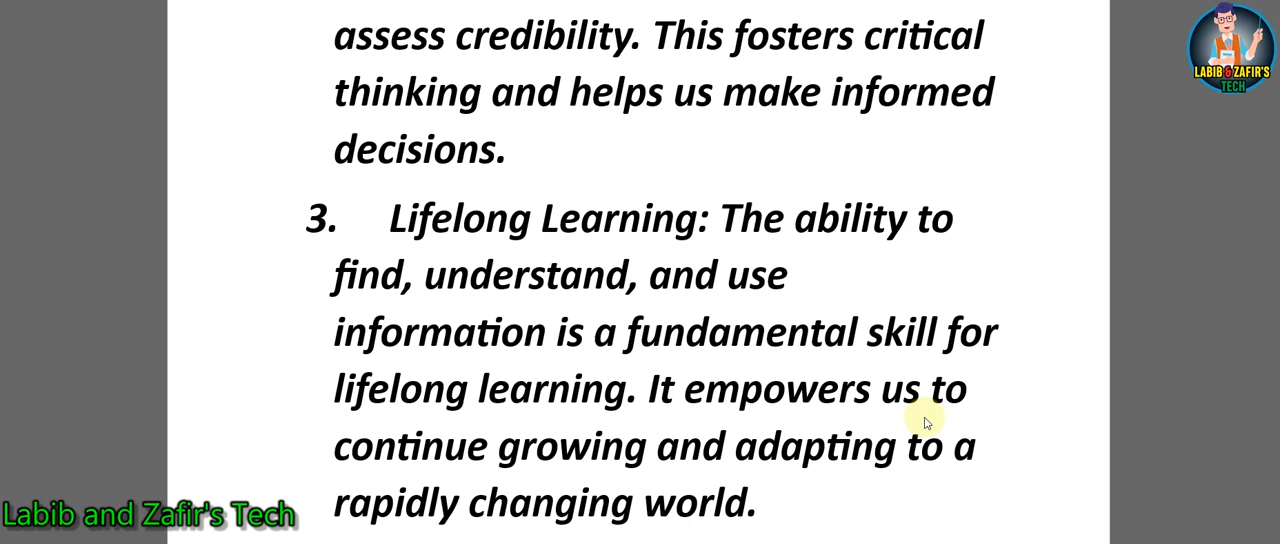 assess credibility. This fosters critical
thinking and helps us make informed
decisions.
3. Lifelong Learning: The ability to
find, understand, and use
information is a fundamental skill for
lifelong learning. It empowers us to
continue growing and adapting to a
rapidly changing world.
LABIB & ZAFIR'S
TECH
Labib and Zafir's Tech